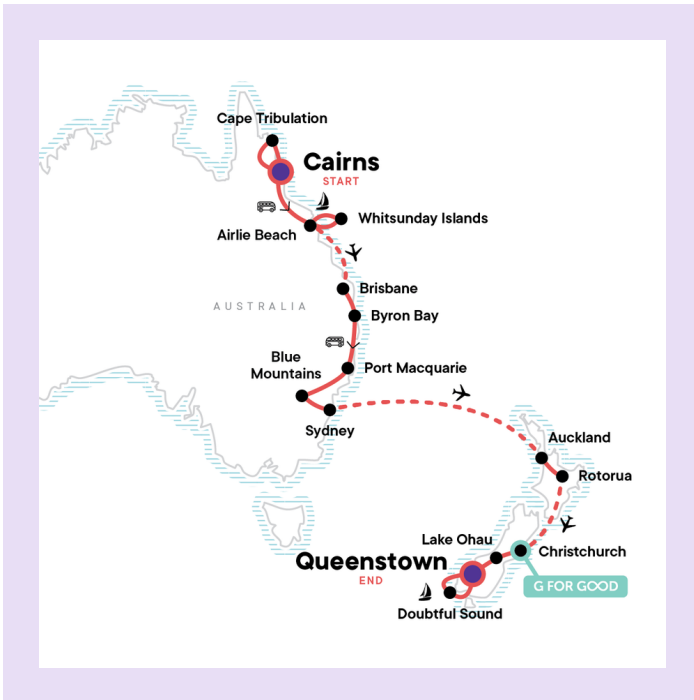 Cape Tribulation
Cairns
START
Whitsunday Islands
Airlie Beach
Brisbane
AUSTRALIA
Byron Bay
Blue
Mountains
Port Macquarie
Sydney
Auckland
Rotorua
Lake Ohau
Christchurch
Queenstown
END
G FOR GOOD
Doubtful Sound